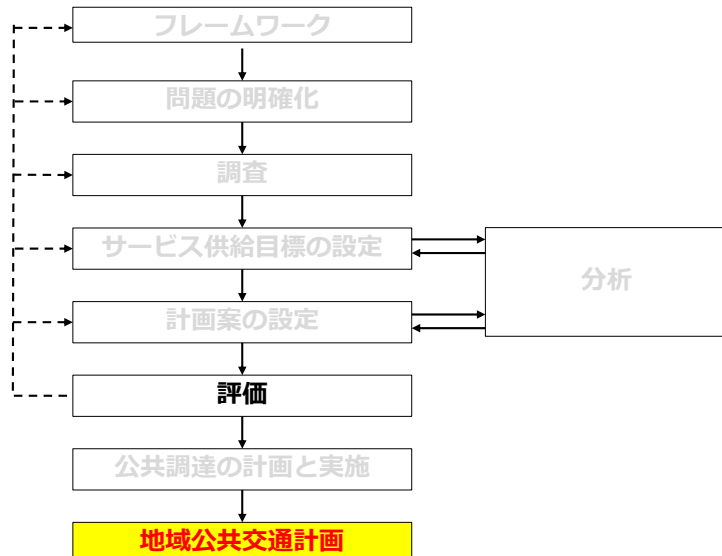 フレームワーク
問題の明確化
調査
サービス供給目標の設定
分析
計画案の設定
評価
公共調達の計画と実施
地域公共交通計画